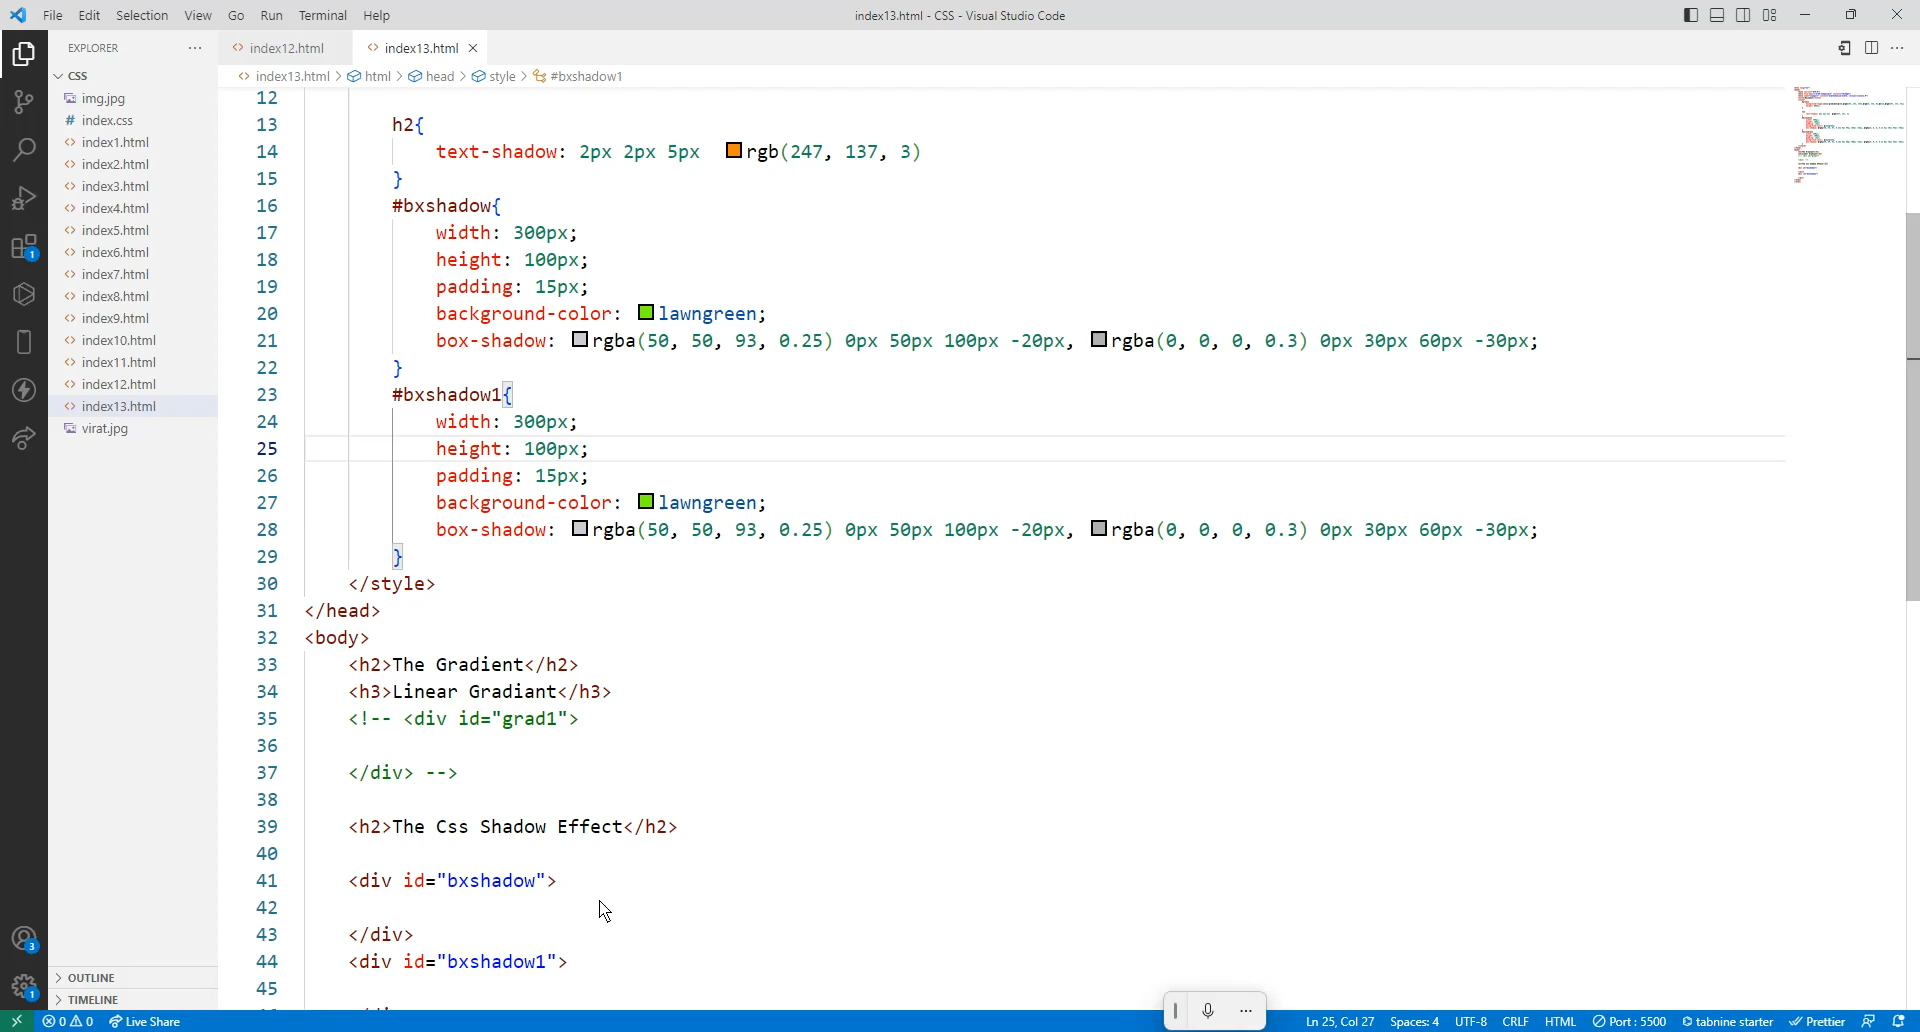 File Edit Selection View Go Run Terminal Help
index13.html - CSS - Visual Studio Code
EXPLORER
CSS
img.jpg
# index.css
index1.html
index2.html
index3.html
index4.html
index5.html
index6.html
index7.html
index8.html
index9.html
index10.html
index11.html
index12.html
index13.html
virat.jpg
OUTLINE
TIMELINE
1
3
1
index12.html index13.html
index13.html > html > head > style > #bxshadow1
12
13 h2{
14 text-shadow: 2px 2px 5px rgb(247, 137, 3)
15 }
16 #bxshadow{
17 width: 300px;
18 height: 100px;
19 padding: 15px;
20 background-color: lawngreen;
21 box-shadow: rgba(50, 50, 93, 0.25) 0px 50px 100px -20px, rgba(0, 0, 0, 0.3) 0px 30px 60px -30px;
22 }
23 #bxshadow1{
24 width: 300px;
25 height: 100px;
26 padding: 15px;
27 background-color: lawngreen;
28 box-shadow: rgba(50, 50, 93, 0.25) 0px 50px 100px -20px, rgba(0, 0, 0, 0.3) 0px 30px 60px -30px;
29 }
30 </style>
31 </head>
32 <body>
33 <h2>The Gradient</h2>
34 <h3>Linear Gradiant</h3>
35 <!-- <div id="grad1">
36
37 </div> -->
38
39 <h2>The Css Shadow Effect</h2>
40
41 <div id="bxshadow">
42
43 </div>
44 <div id="bxshadow1">
45
0 0 Live Share
Ln 25, Col 27 Spaces: 4 UTF-8 CRLF HTML Port : 5500 tabnine starter Prettier